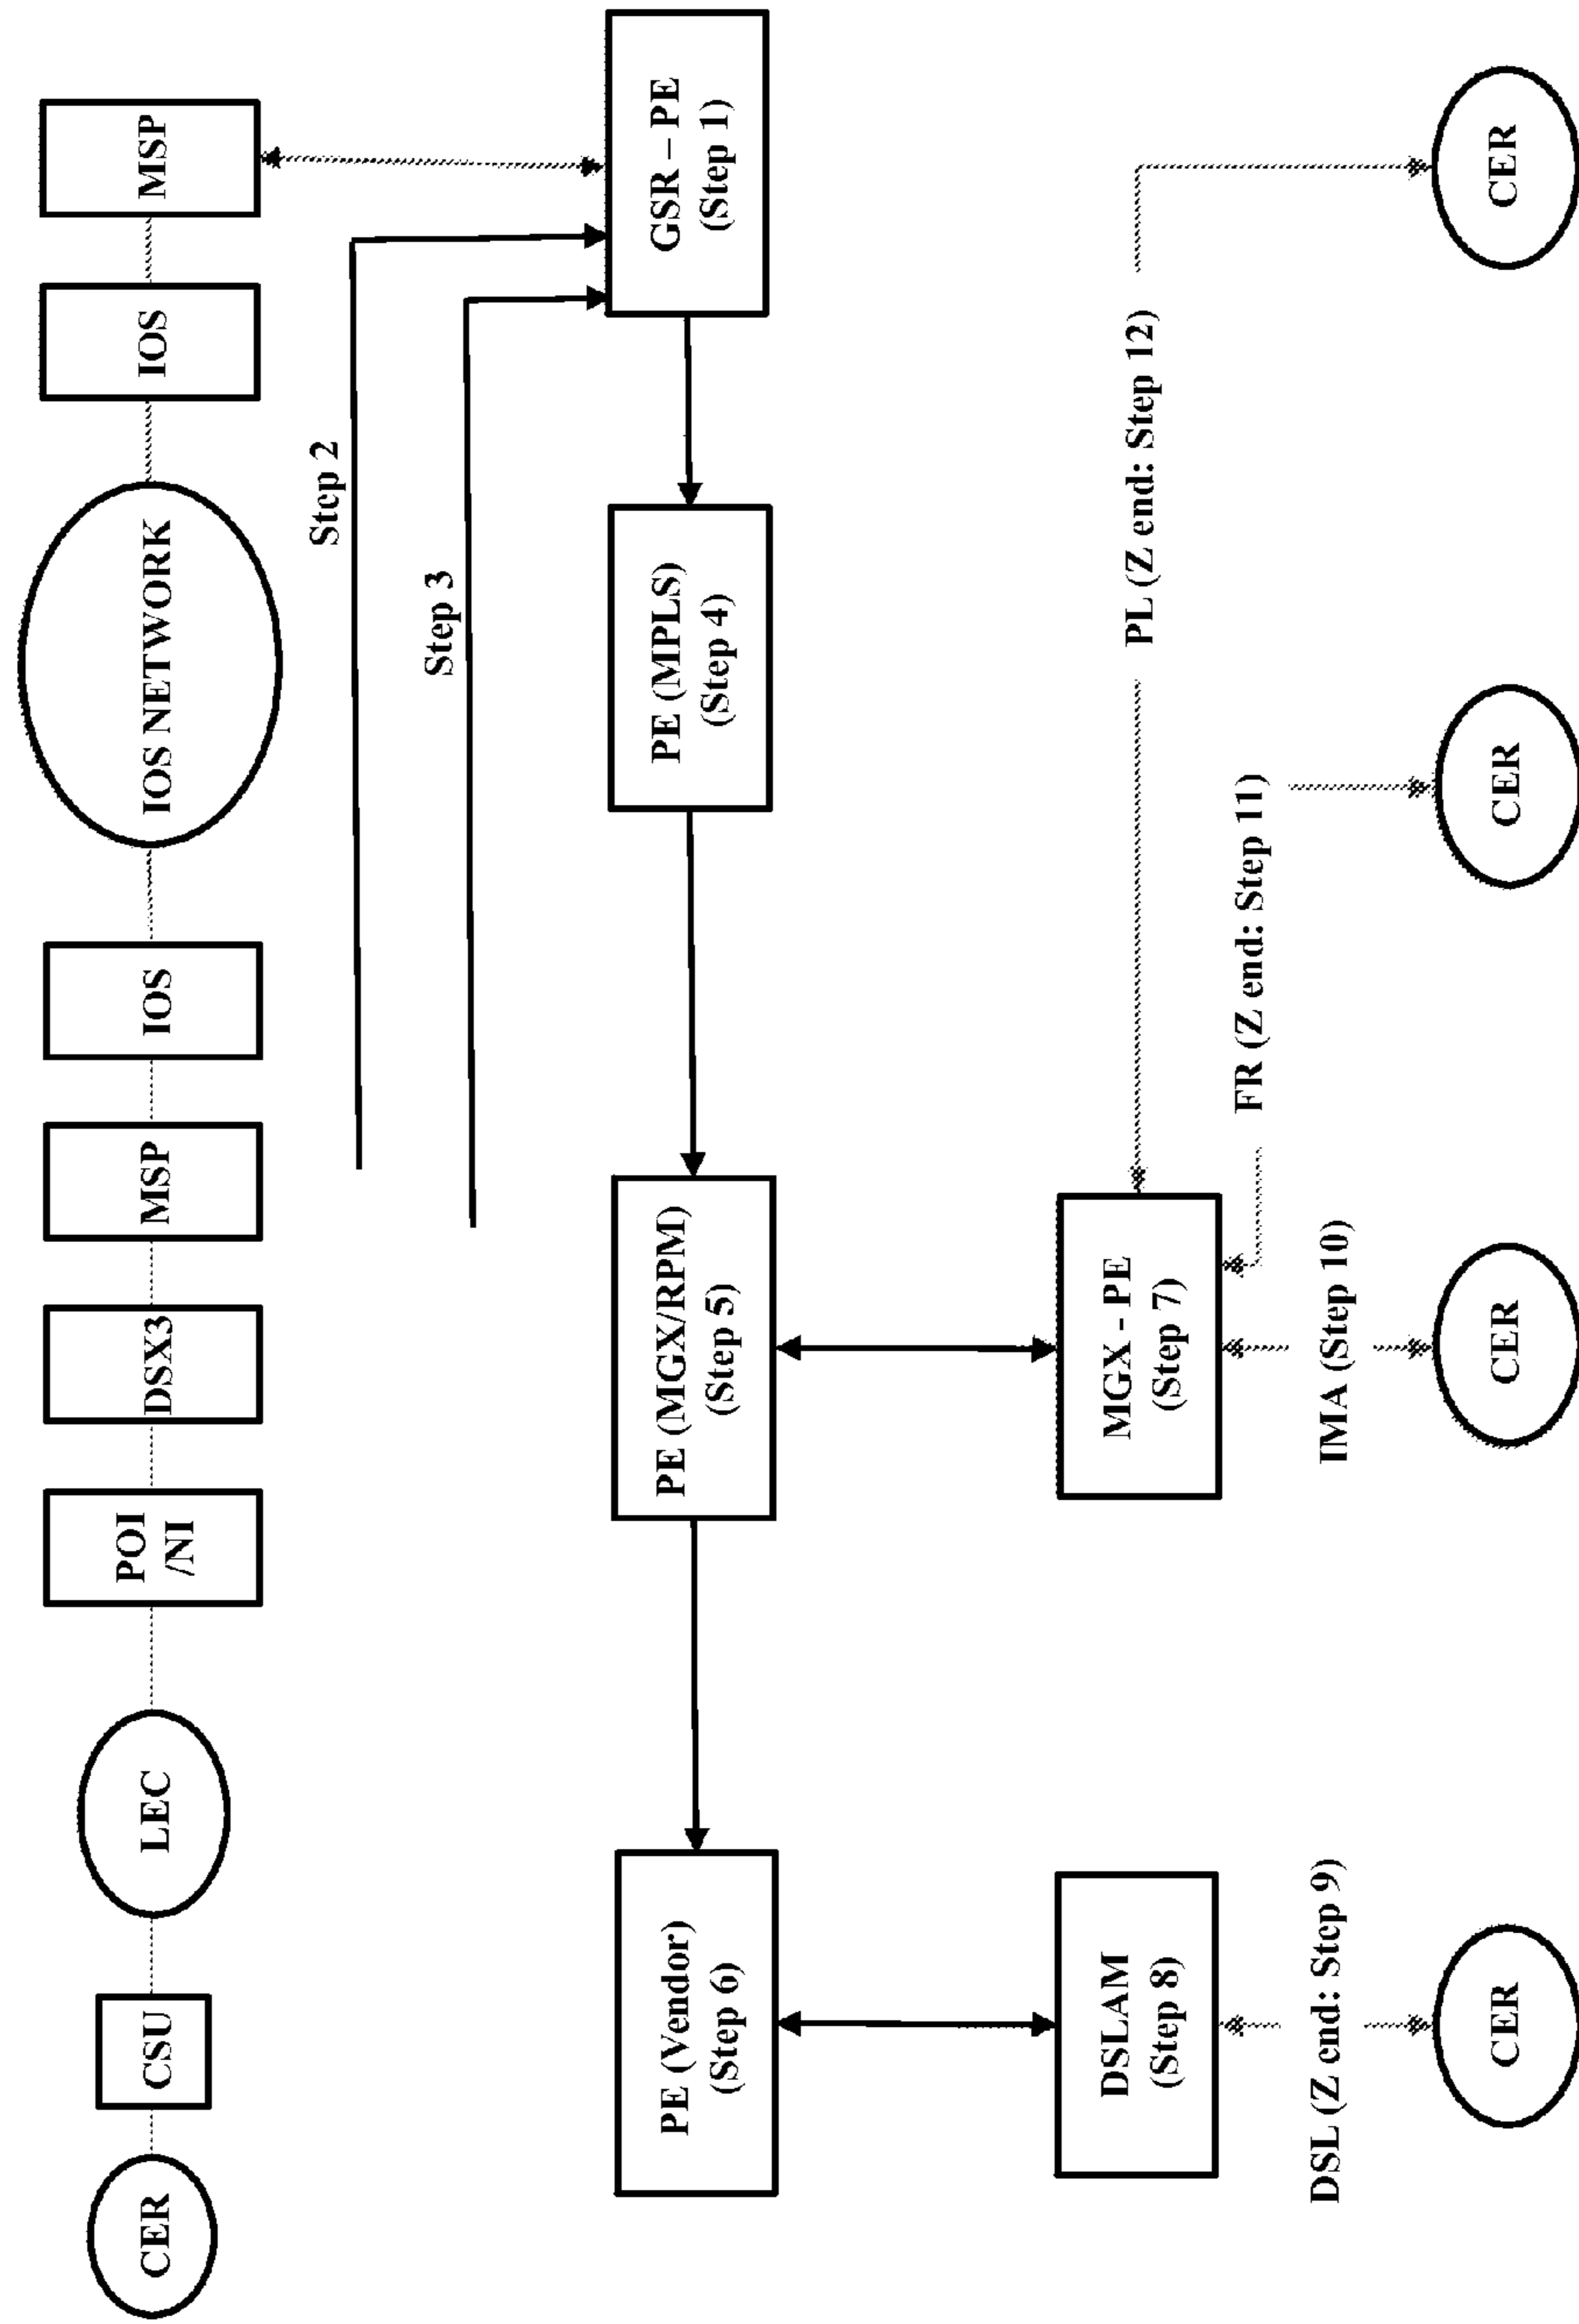 CER
CSU
LEC
POI
/NI
DSX3
MSP
IOS
IOS NETWORK
IOS
MSP
Step 2
Step 3
PE (Vendor)
(Step 6)
PE (MGX/RPM)
(Step 5)
PE (MPLS)
(Step 4)
GSR – PE
(Step 1)
DSLAM
(Step 8)
MGX - PE
(Step 7)
PL (Z end: Step 12)
FR (Z end: Step 11)
DSL (Z end: Step 9)
IMA (Step 10)
CER
CER
CER
CER